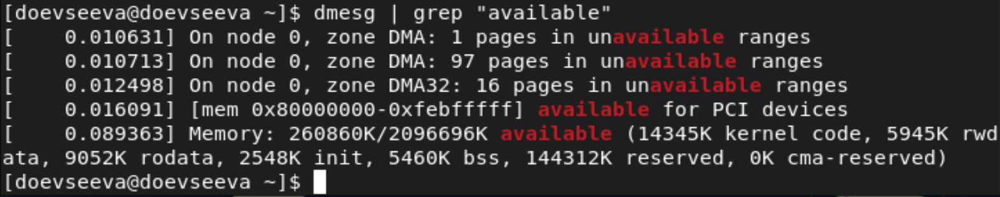 [doevseeva@doevseeva ~]$ dmesg | grep "available"
[    0.010631] On node 0, zone DMA: 1 pages in unavailable ranges
[    0.010713] On node 0, zone DMA: 97 pages in unavailable ranges
[    0.012498] On node 0, zone DMA32: 16 pages in unavailable ranges
[    0.016091] [mem 0x80000000-0xfebfffff] available for PCI devices
[    0.089363] Memory: 260860K/2096696K available (14345K kernel code, 5945K rwd
ata, 9052K rodata, 2548K init, 5460K bss, 144312K reserved, 0K cma-reserved)
[doevseeva@doevseeva ~]$